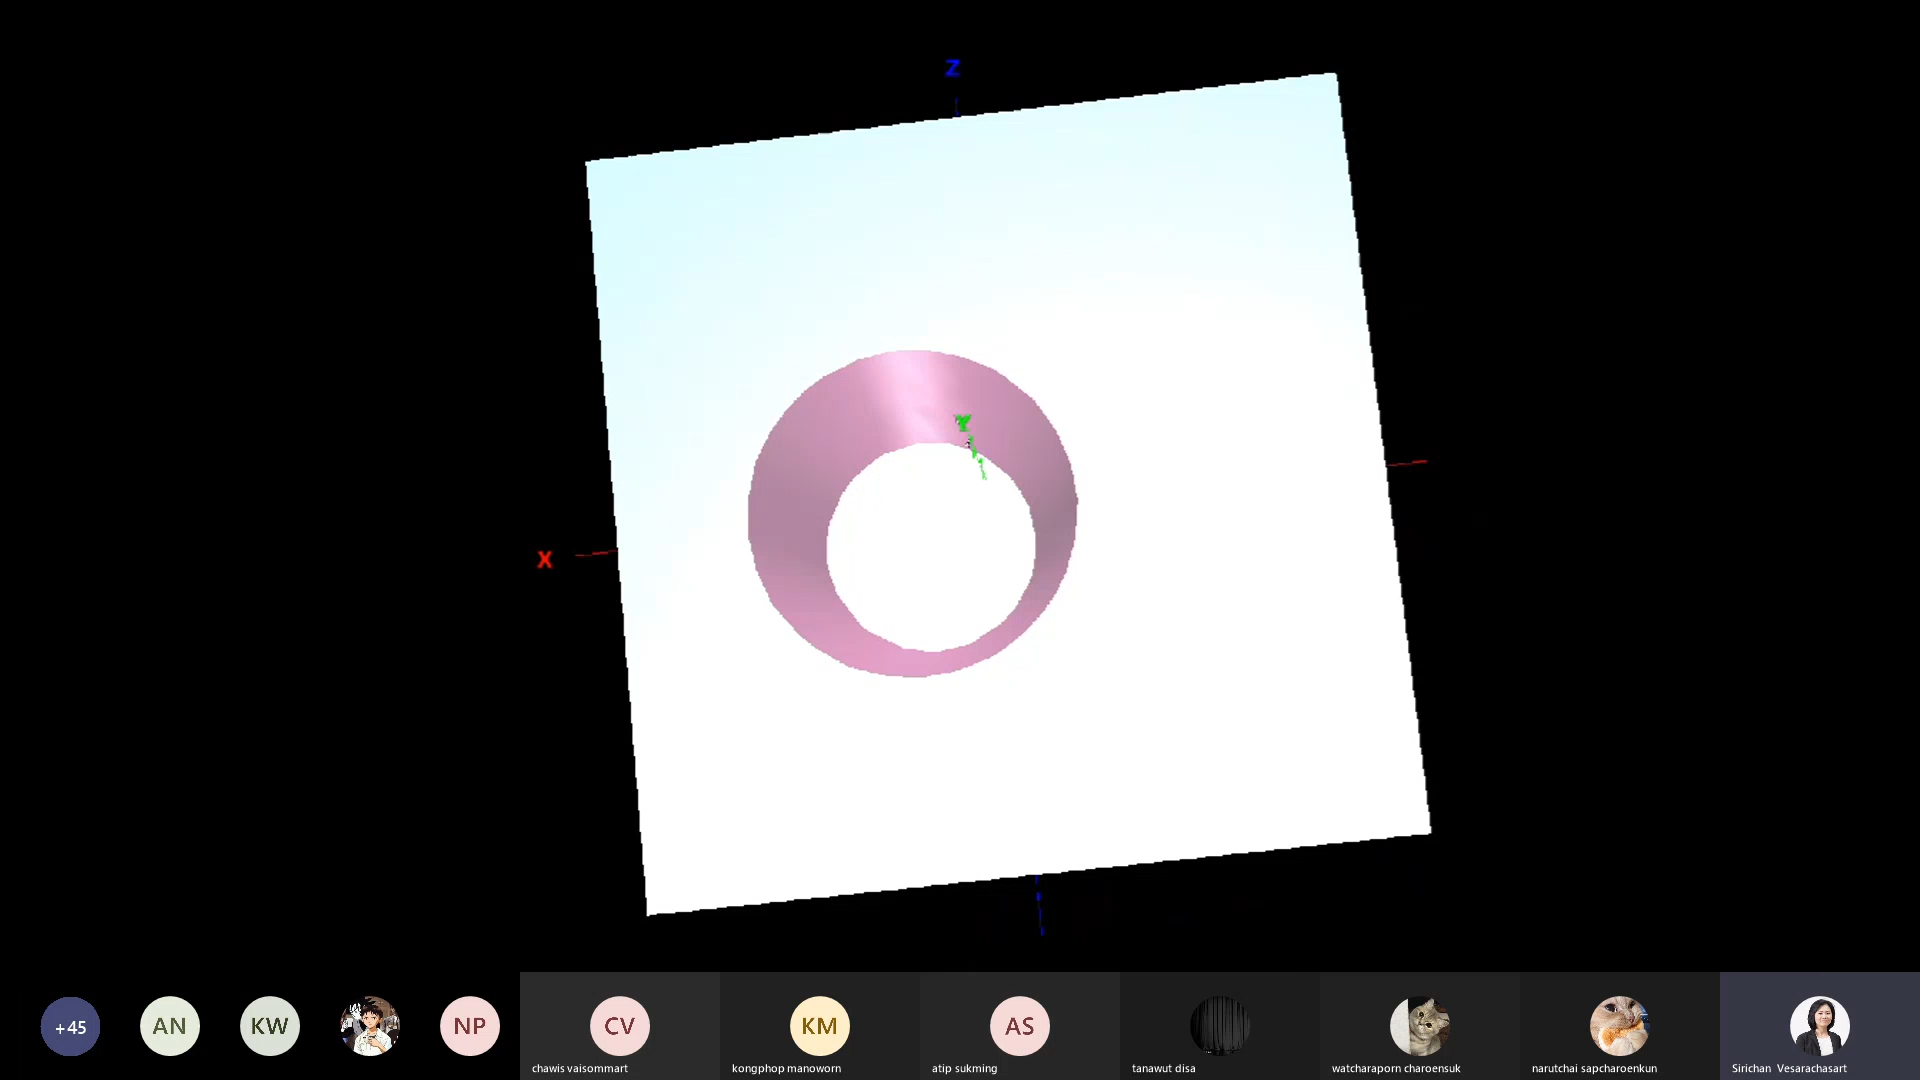 Z
Y
X
+45
AN
KW
NP
CV
KM
AS
chawis vaisommart
kongphop manoworn
atip sukming
tanawut disa
watcharaporn charoensuk
narutchai sapcharoenkun
Sirichan Vesarachasart